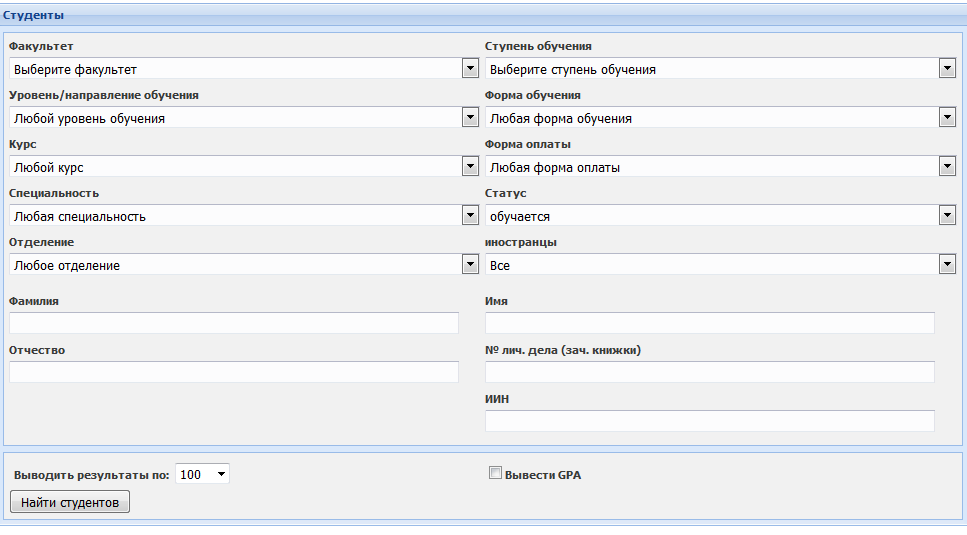 Студенты
Факультет Ступень обучения
Выберите факультет Выберите ступень обучения
Уровень/направление обучения Форма обучения
Любой уровень обучения Любая форма обучения
Курс Форма оплаты
Любой курс Любая форма оплаты
Специальность Статус
Любая специальность обучается
Отделение иностранцы
Любое отделение Все
Фамилия Имя
Отчество № лич. дела (зач. книжки)
ИИН
Выводить результаты по: 100 Вывести GPA
Найти студентов